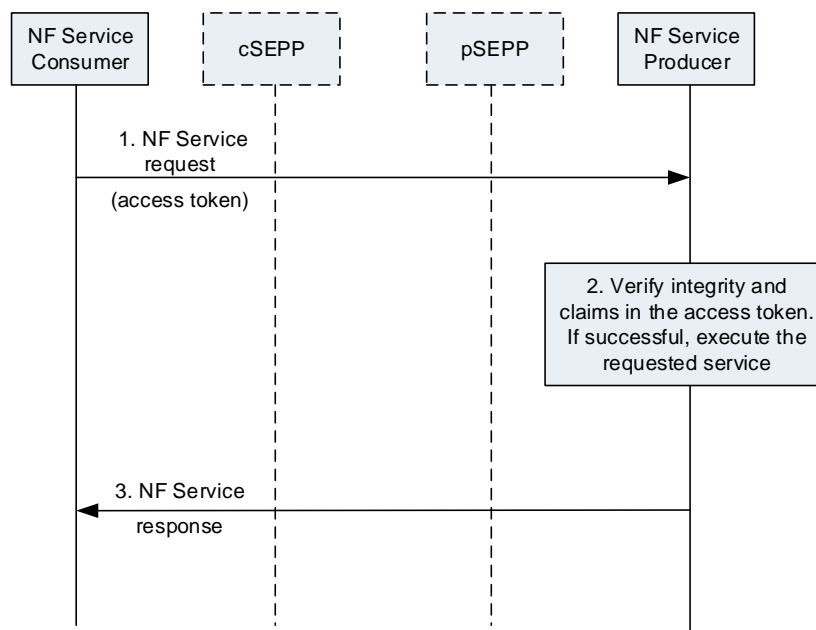 NF Service
Consumer
cSEPP
pSEPP
NF Service
Producer
1. NF Service
request
(access token)
2. Verify integrity and
claims in the access token.
If successful, execute the
requested service
3. NF Service
response